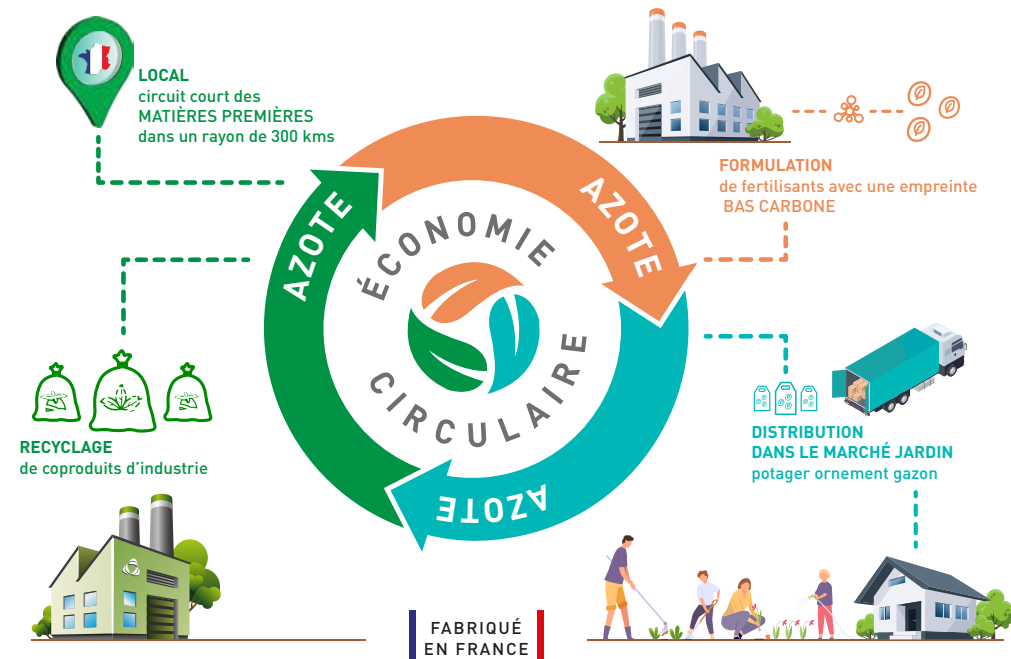 LOCAL
circuit court des
MATIÈRES PREMIÈRES
dans un rayon de 300 kms
FORMULATION
de fertilisants avec une empreinte
BAS CARBONE
AZOTE
AZOTE
ÉCONOMIE
CIRCULAIRE
AZOTE
RECYCLAGE
de coproduits d’industrie
DISTRIBUTION
DANS LE MARCHÉ JARDIN
potager ornement gazon
FABRIQUÉ
EN FRANCE